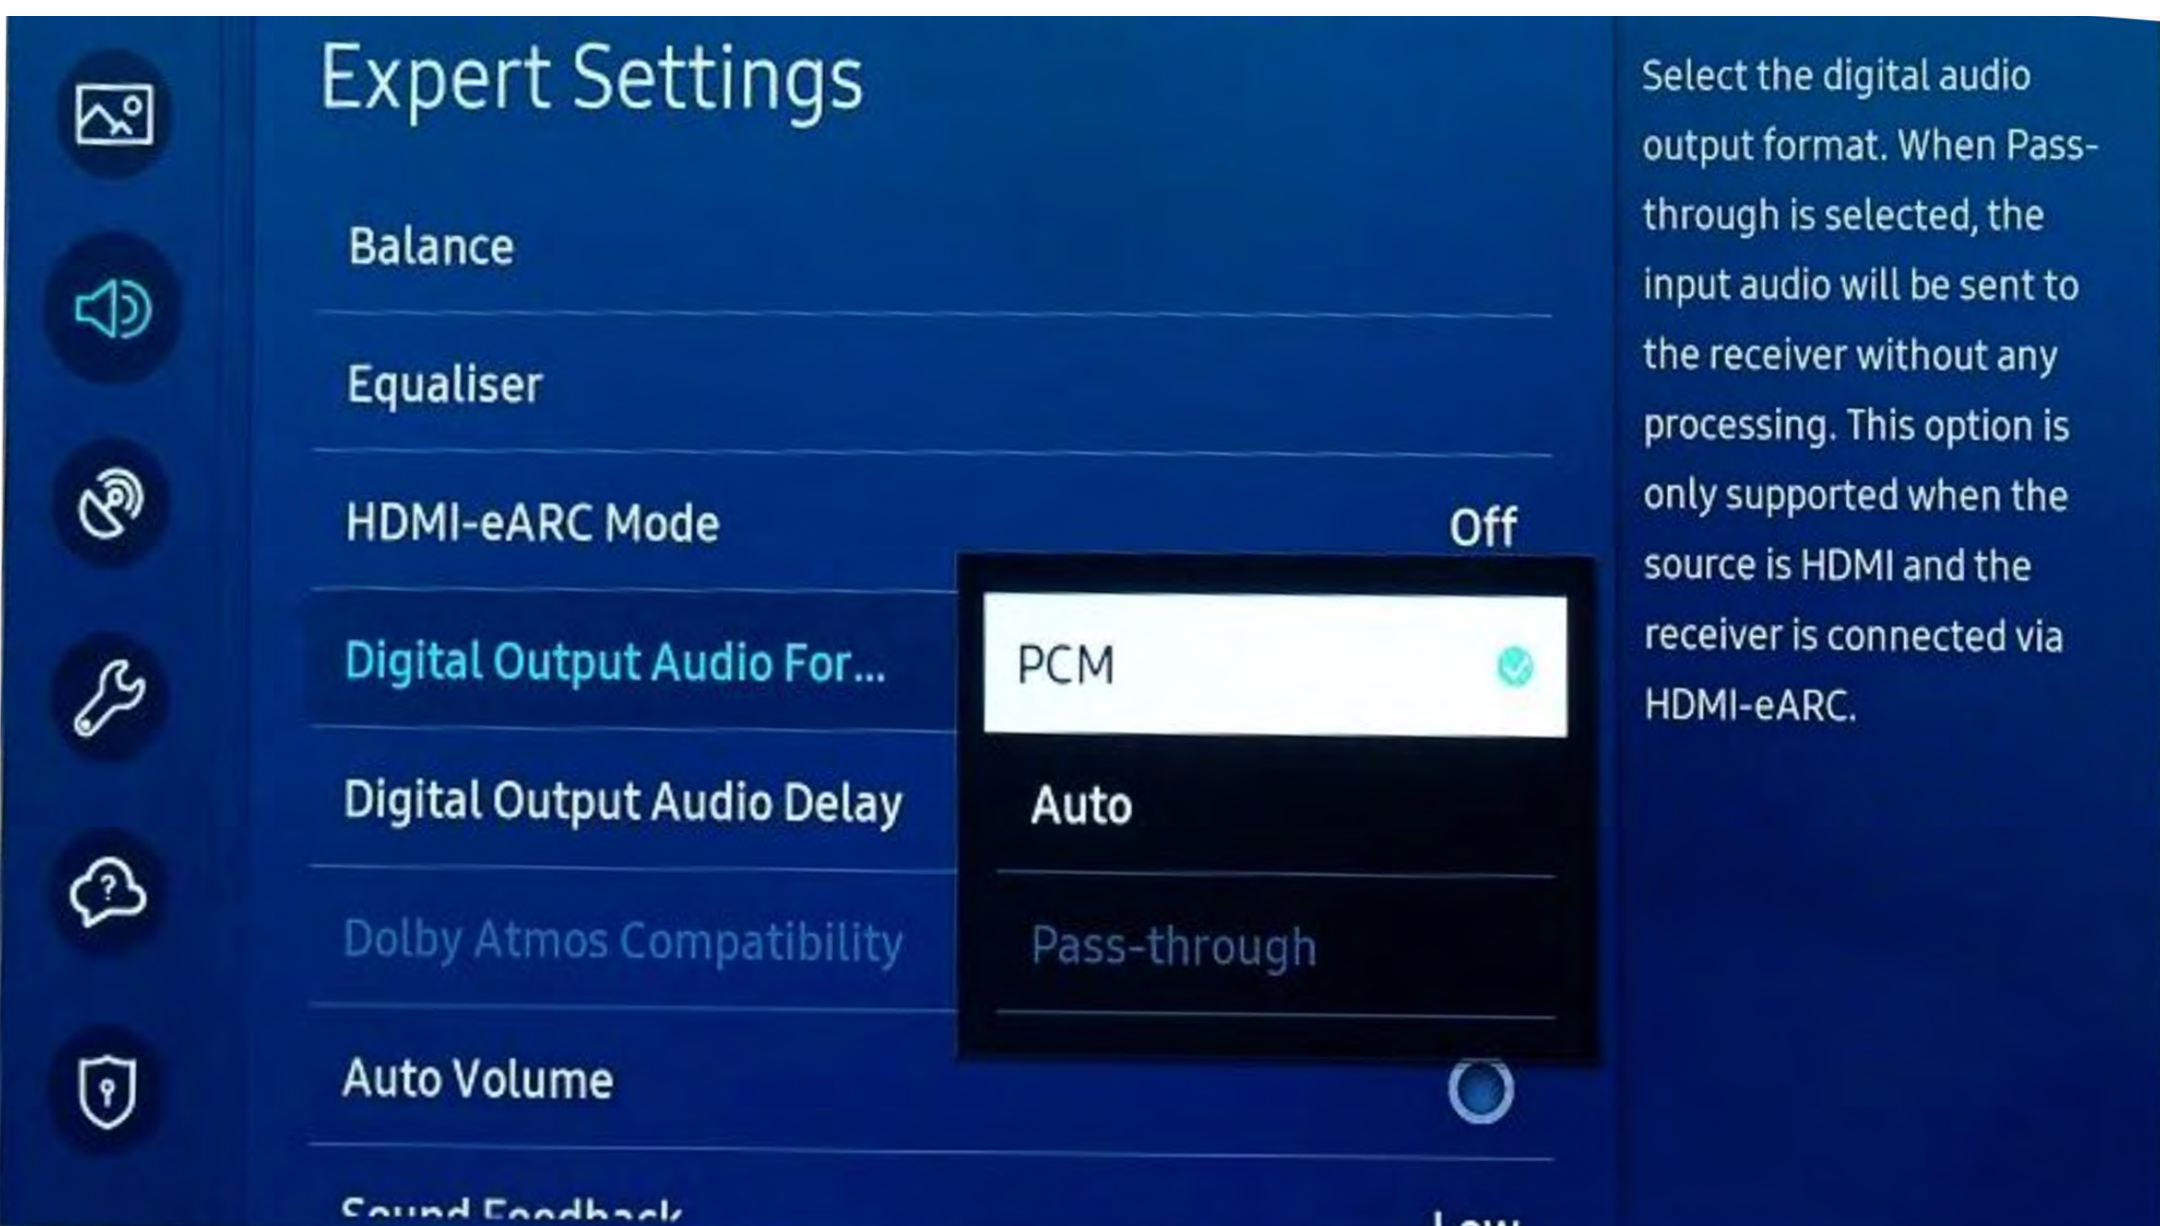 Expert Settings
Balance
Equaliser
HDMI-eARC Mode Off
Digital Output Audio For...
PCM
Auto
Pass-through
Digital Output Audio Delay
Dolby Atmos Compatibility
Auto Volume
Sound Feedback Low
Select the digital audio
output format. When Pass-
through is selected, the
input audio will be sent to
the receiver without any
processing. This option is
only supported when the
source is HDMI and the
receiver is connected via
HDMI-eARC.
?